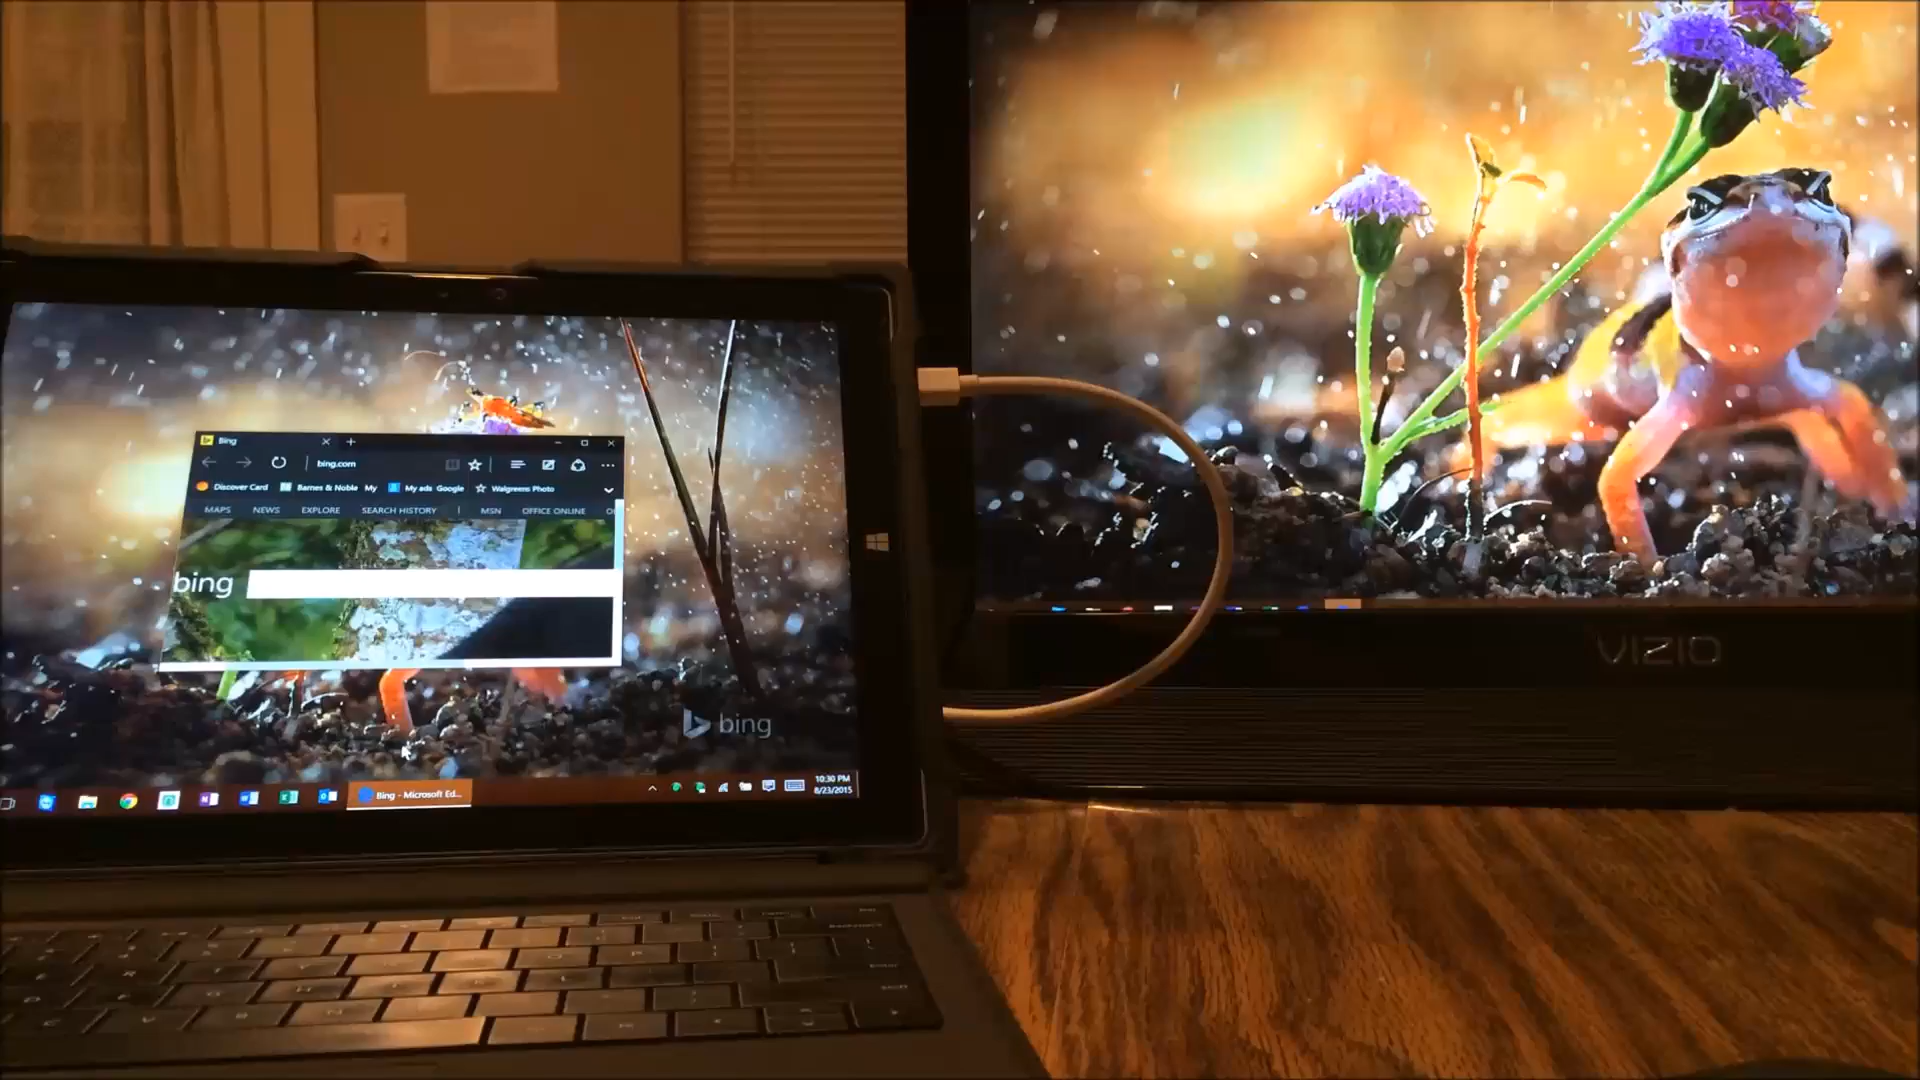 Bing
bing.com
Discover Card Barnes & Noble My My ads Google Walgreens Photo
MAPS NEWS EXPLORE SEARCH HISTORY | MSN OFFICE ONLINE
bing
bing
Bing - Microsoft Ed...
10:30 PM
8/23/2015
VIZIO